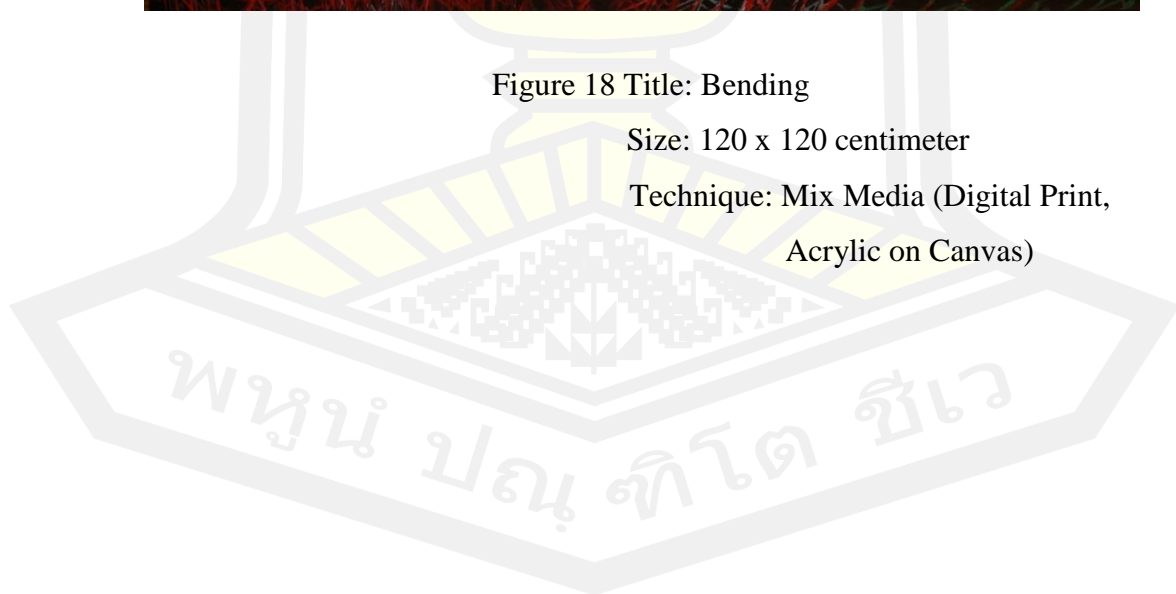 Figure 18 Title: Bending
Size: 120 x 120 centimeter
Technique: Mix Media (Digital Print,
Acrylic on Canvas)
พหูนํ ปณฺฑิโต ชีเว